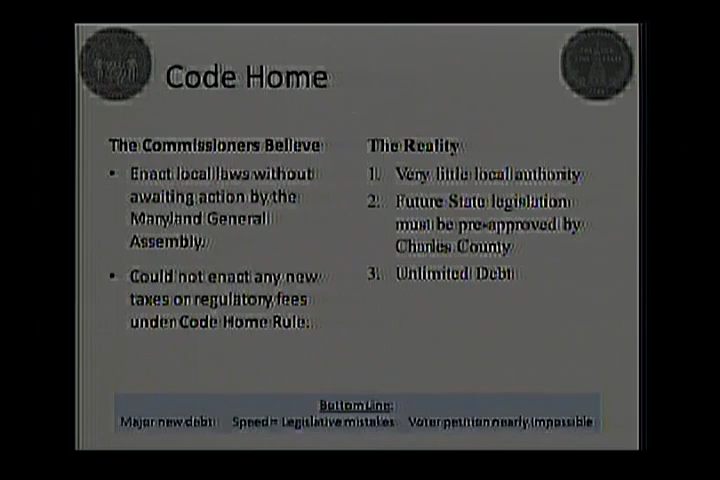 Code Home
The Commissioners Believe
• Enact local laws without
awaiting action by the
Maryland General
Assembly.
• Could not enact any new
taxes or regulatory fees
under Code Home Rule.
The Reality
1. Very little local authority
2. Future State legislation
must be pre-approved by
Charles County
3. Unlimited Debt
Bottom Line:
Major new debt Speed = Legislative mistakes Voter petition nearly impossible